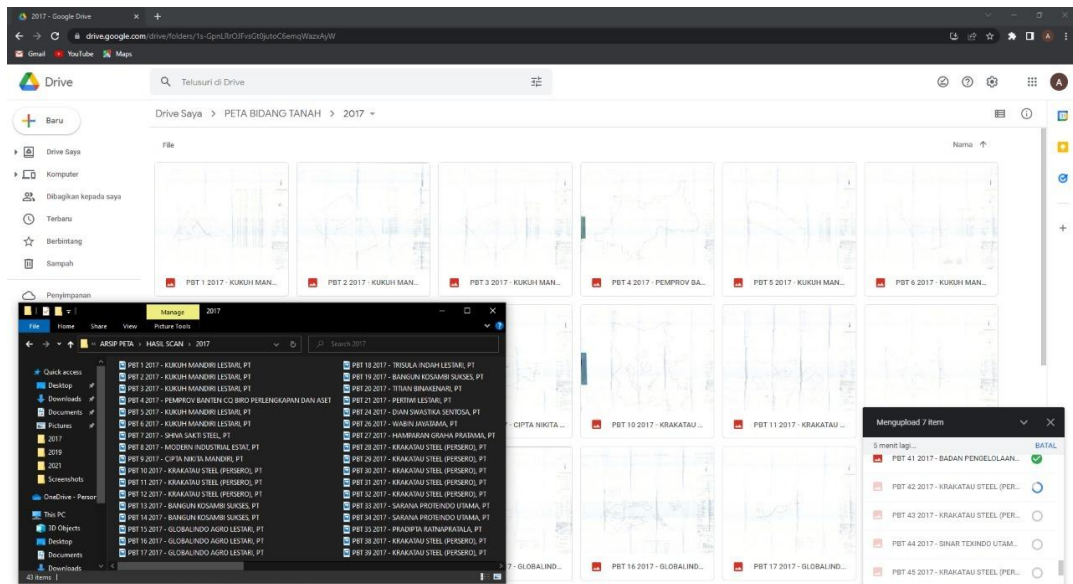 2017 - Google Drive
drive.google.com/drive/folders/1s-GpnLRrOJFvsGt0jutoC6emqWazxAyW
Gmail YouTube Maps
Drive
Telusuri di Drive
A
Baru
Drive Saya > PETA BIDANG TANAH > 2017
File
Nama
Drive Saya
Komputer
Dibagikan kepada saya
Terbaru
Berbintang
Sampah
Penyimpanan
PBT 1 2017 - KUKUH MAN...
PBT 2 2017 - KUKUH MAN...
PBT 3 2017 - KUKUH MAN...
PBT 4 2017 - PEMPROV BA...
PBT 5 2017 - KUKUH MAN...
PBT 6 2017 - KUKUH MAN...
- CIPTA NIKITA ...
PBT 10 2017 - KRAKATAU ...
PBT 11 2017 - KRAKATAU ...
7 - GLOBALIND...
PBT 16 2017 - GLOBALIND...
PBT 17 2017 - GLOBALIND...
Manage
2017
File Home Share View Picture Tools
ARSIP PETA > HASIL SCAN > 2017
Search 2017
Quick access
Desktop
Downloads
Documents
Pictures
2017
2019
2021
Screenshots
OneDrive - Person
This PC
3D Objects
Desktop
Documents
Downloads
PBT 1 2017 - KUKUH MANDIRI LESTARI, PT
PBT 2 2017 - KUKUH MANDIRI LESTARI, PT
PBT 3 2017 - KUKUH MANDIRI LESTARI, PT
PBT 4 2017 - PEMPROV BANTEN CQ BIRO PERLENGKAPAN DAN ASET
PBT 5 2017 - KUKUH MANDIRI LESTARI, PT
PBT 6 2017 - KUKUH MANDIRI LESTARI, PT
PBT 7 2017 - SHIVA SAKTI STEEL, PT
PBT 8 2017 - MODERN INDUSTRIAL ESTAT, PT
PBT 9 2017 - CIPTA NIKITA MANDIRI, PT
PBT 10 2017 - KRAKATAU STEEL (PERSERO), PT
PBT 11 2017 - KRAKATAU STEEL (PERSERO), PT
PBT 12 2017 - KRAKATAU STEEL (PERSERO), PT
PBT 13 2017 - BANGUN KOSAMBI SUKSES, PT
PBT 14 2017 - BANGUN KOSAMBI SUKSES, PT
PBT 15 2017 - GLOBALINDO AGRO LESTARI, PT
PBT 16 2017 - GLOBALINDO AGRO LESTARI, PT
PBT 17 2017 - GLOBALINDO AGRO LESTARI, PT
PBT 18 2017 - TRISULA INDAH LESTARI, PT
PBT 19 2017 - BANGUN KOSAMBI SUKSES, PT
PBT 20 2017 - TITIAN BINAKENARI, PT
PBT 21 2017 - PERTIWI LESTARI, PT
PBT 24 2017 - DIAN SWASTIKA SENTOSA, PT
PBT 26 2017 - WABIN JAYATAMA, PT
PBT 27 2017 - HAMPARAN GRAHA PRATAMA, PT
PBT 29 2017 - KRAKATAU STEEL (PERSERO), PT
PBT 30 2017 - KRAKATAU STEEL (PERSERO), PT
PBT 31 2017 - KRAKATAU STEEL (PERSERO), PT
PBT 32 2017 - KRAKATAU STEEL (PERSERO), PT
PBT 33 2017 - SARANA PROTEINDO UTAMA, PT
PBT 34 2017 - SARANA PROTEINDO UTAMA, PT
PBT 35 2017 - PRADIPTA RATNAPRATALA, PT
PBT 38 2017 - KRAKATAU STEEL (PERSERO), PT
PBT 39 2017 - KRAKATAU STEEL (PERSERO), PT
43 items
Mengupload 7 item
5 menit lagi...
BATAL
PBT 41 2017 - BADAN PENGELOLAAN...
PBT 42 2017 - KRAKATAU STEEL (PER...
PBT 43 2017 - KRAKATAU STEEL (PER...
PBT 44 2017 - SINAR TEXINDO UTAM...
PBT 45 2017 - KRAKATAU STEEL (PER...